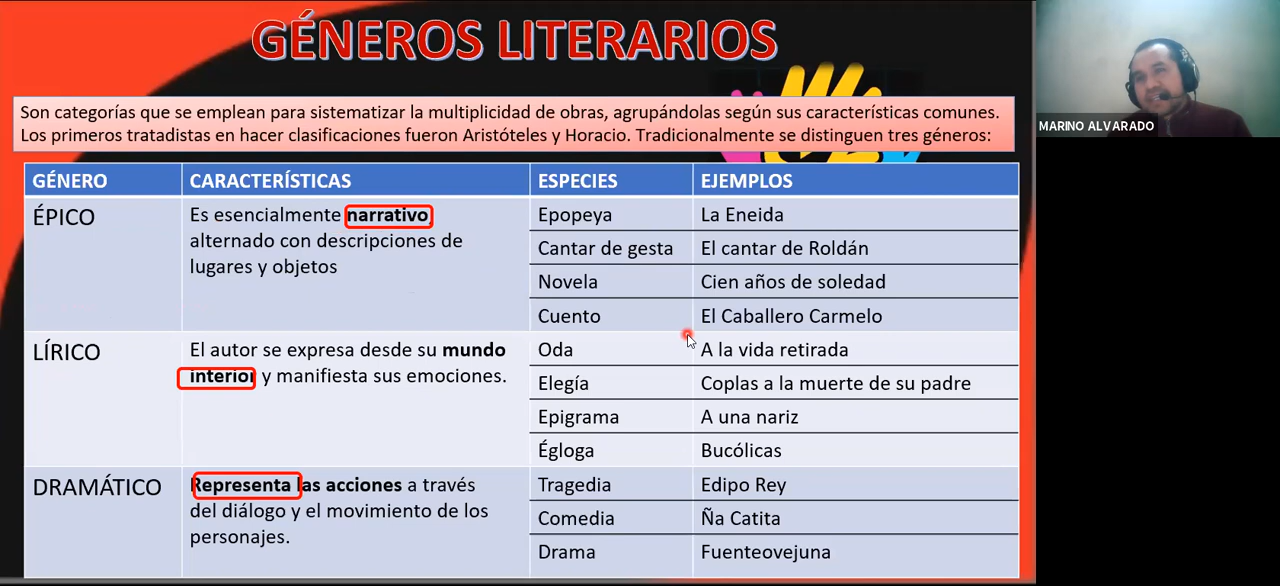 GÉNEROS LITERARIOS
Son categorías que se emplean para sistematizar la multiplicidad de obras, agrupándolas según sus características comunes.
Los primeros tratadistas en hacer clasificaciones fueron Aristóteles y Horacio. Tradicionalmente se distinguen tres géneros:
MARINO ALVARADO
GÉNERO CARACTERÍSTICAS ESPECIES EJEMPLOS
ÉPICO
Es esencialmente narrativo,
alternado con descripciones de
lugares y objetos
Epopeya La Eneida
Cantar de gesta El cantar de Roldán
Novela Cien años de soledad
Cuento El Caballero Carmelo
LÍRICO
El autor se expresa desde su mundo
interior y manifiesta sus emociones.
Oda A la vida retirada
Elegía Coplas a la muerte de su padre
Epigrama A una nariz
Égloga Bucólicas
DRAMÁTICO
Representa las acciones a través
del diálogo y el movimiento de los
personajes.
Tragedia Edipo Rey
Comedia Ña Catita
Drama Fuenteovejuna